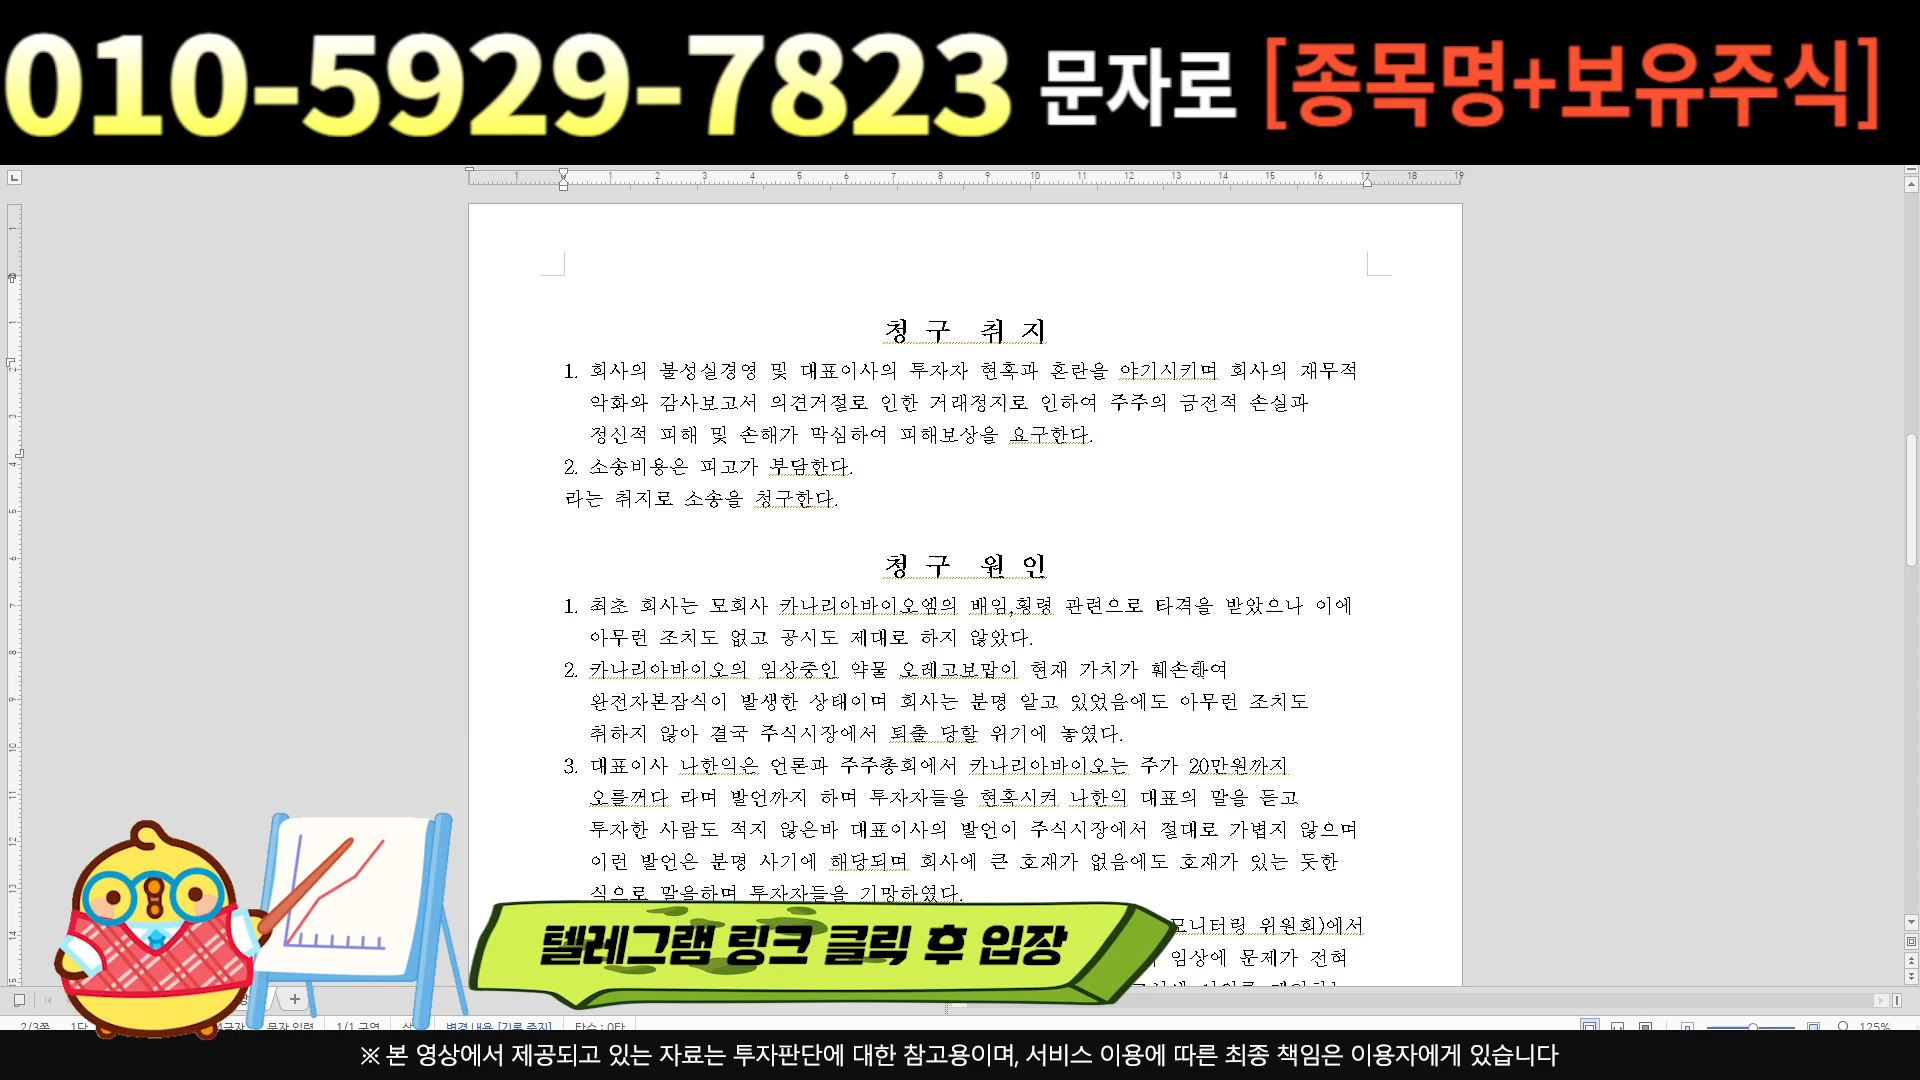 010-5929-7823 문자로 [종목명+보유주식]
청 구 취 지
1. 회사의 불성실경영 및 대표이사의 투자자 현혹과 혼란을 야기시키며 회사의 재무적
악화와 감사보고서 의견거절로 인한 거래정지로 인하여 주주의 금전적 손실과
정신적 피해 및 손해가 막심하여 피해보상을 요구한다.
2. 소송비용은 피고가 부담한다.
라는 취지로 소송을 청구한다.
청 구 원 인
1. 최초 회사는 모회사 카나리아바이오엠의 배임,횡령 관련으로 타격을 받았으나 이에
아무런 조치도 없고 공시도 제대로 하지 않았다.
2. 카나리아바이오의 임상중인 약물 오레고보맙이 현재 가치가 훼손하여
완전자본잠식이 발생한 상태이며 회사는 분명 알고 있었음에도 아무런 조치도
취하지 않아 결국 주식시장에서 퇴출 당할 위기에 놓였다.
3. 대표이사 나한익은 언론과 주주총회에서 카나리아바이오는 주가 20만원까지
오를꺼다 라며 발언까지 하며 투자자들을 현혹시켜 나한익 대표의 말을 듣고
투자한 사람도 적지 않은바 대표이사의 발언이 주식시장에서 절대로 가볍지 않으며
이런 발언은 분명 사기에 해당되며 회사에 큰 호재가 없음에도 호재가 있는 듯한
식으로 말을하며 투자자들을 기망하였다.
모니터링 위원회)에서
임상에 문제가 전혀
텔레그램 링크 클릭 후 입장
2/3쪽 1단 문자 입력 1/1 구역 변경 내용 [기록 중지] 타수 : 0타 125%
※ 본 영상에서 제공되고 있는 자료는 투자판단에 대한 참고용이며, 서비스 이용에 따른 최종 책임은 이용자에게 있습니다